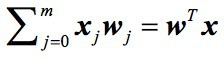 ∑_{j=0}^{m} x_j w_j = w^T x